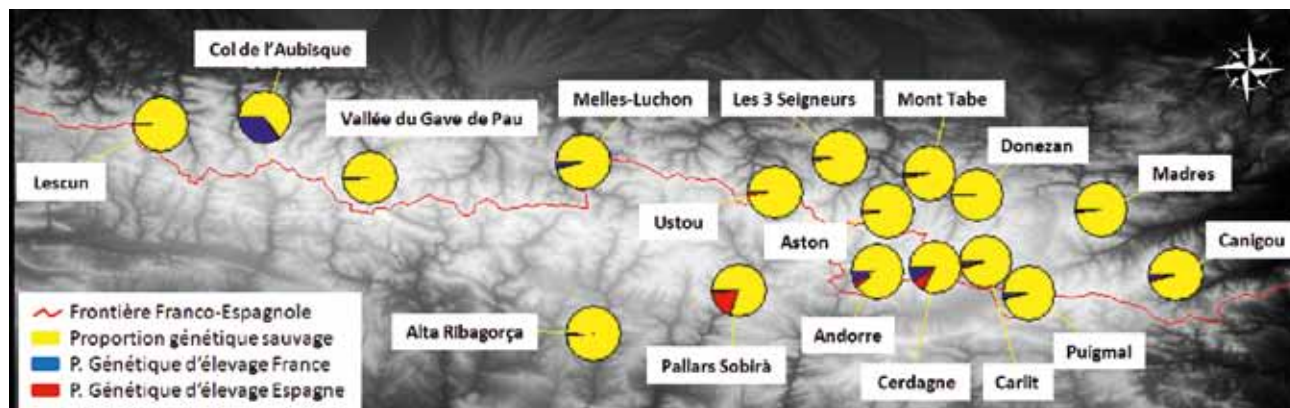 Col de l'Aubisque
Melles-Luchon
Les 3 Seigneurs
Mont Tabe
Vallée du Gave de Pau
Donezan
Lescun
Madres
Ustou
Aston
Canigou
Alta Ribagorça
Andorre
Pallars Sobirà
Puigmal
Cerdagne
Carlit
Frontière Franco-Espagnole
Proportion génétique sauvage
P. Génétique d'élevage France
P. Génétique d'élevage Espagne